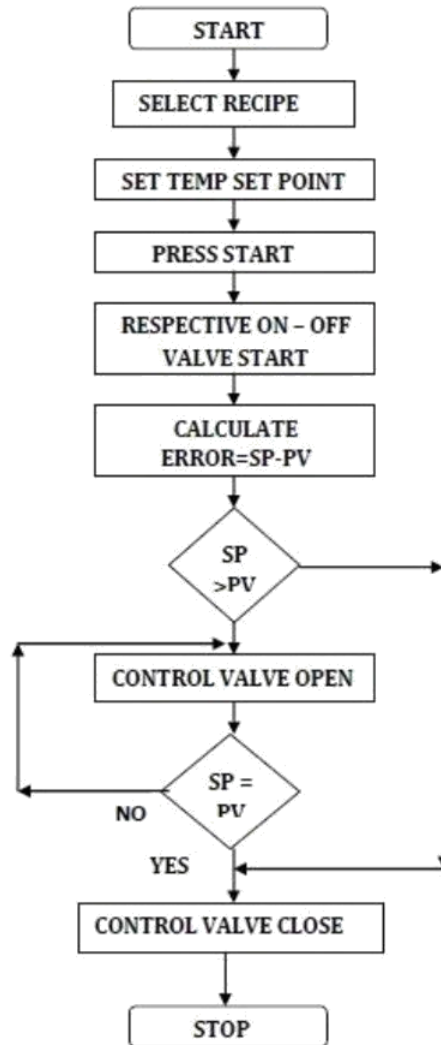 START
SELECT RECIPE
SET TEMP SET POINT
PRESS START
RESPECTIVE ON – OFF
VALVE START
CALCULATE
ERROR=SP-PV
SP
>PV
CONTROL VALVE OPEN
SP =
PV
NO
YES
CONTROL VALVE CLOSE
STOP